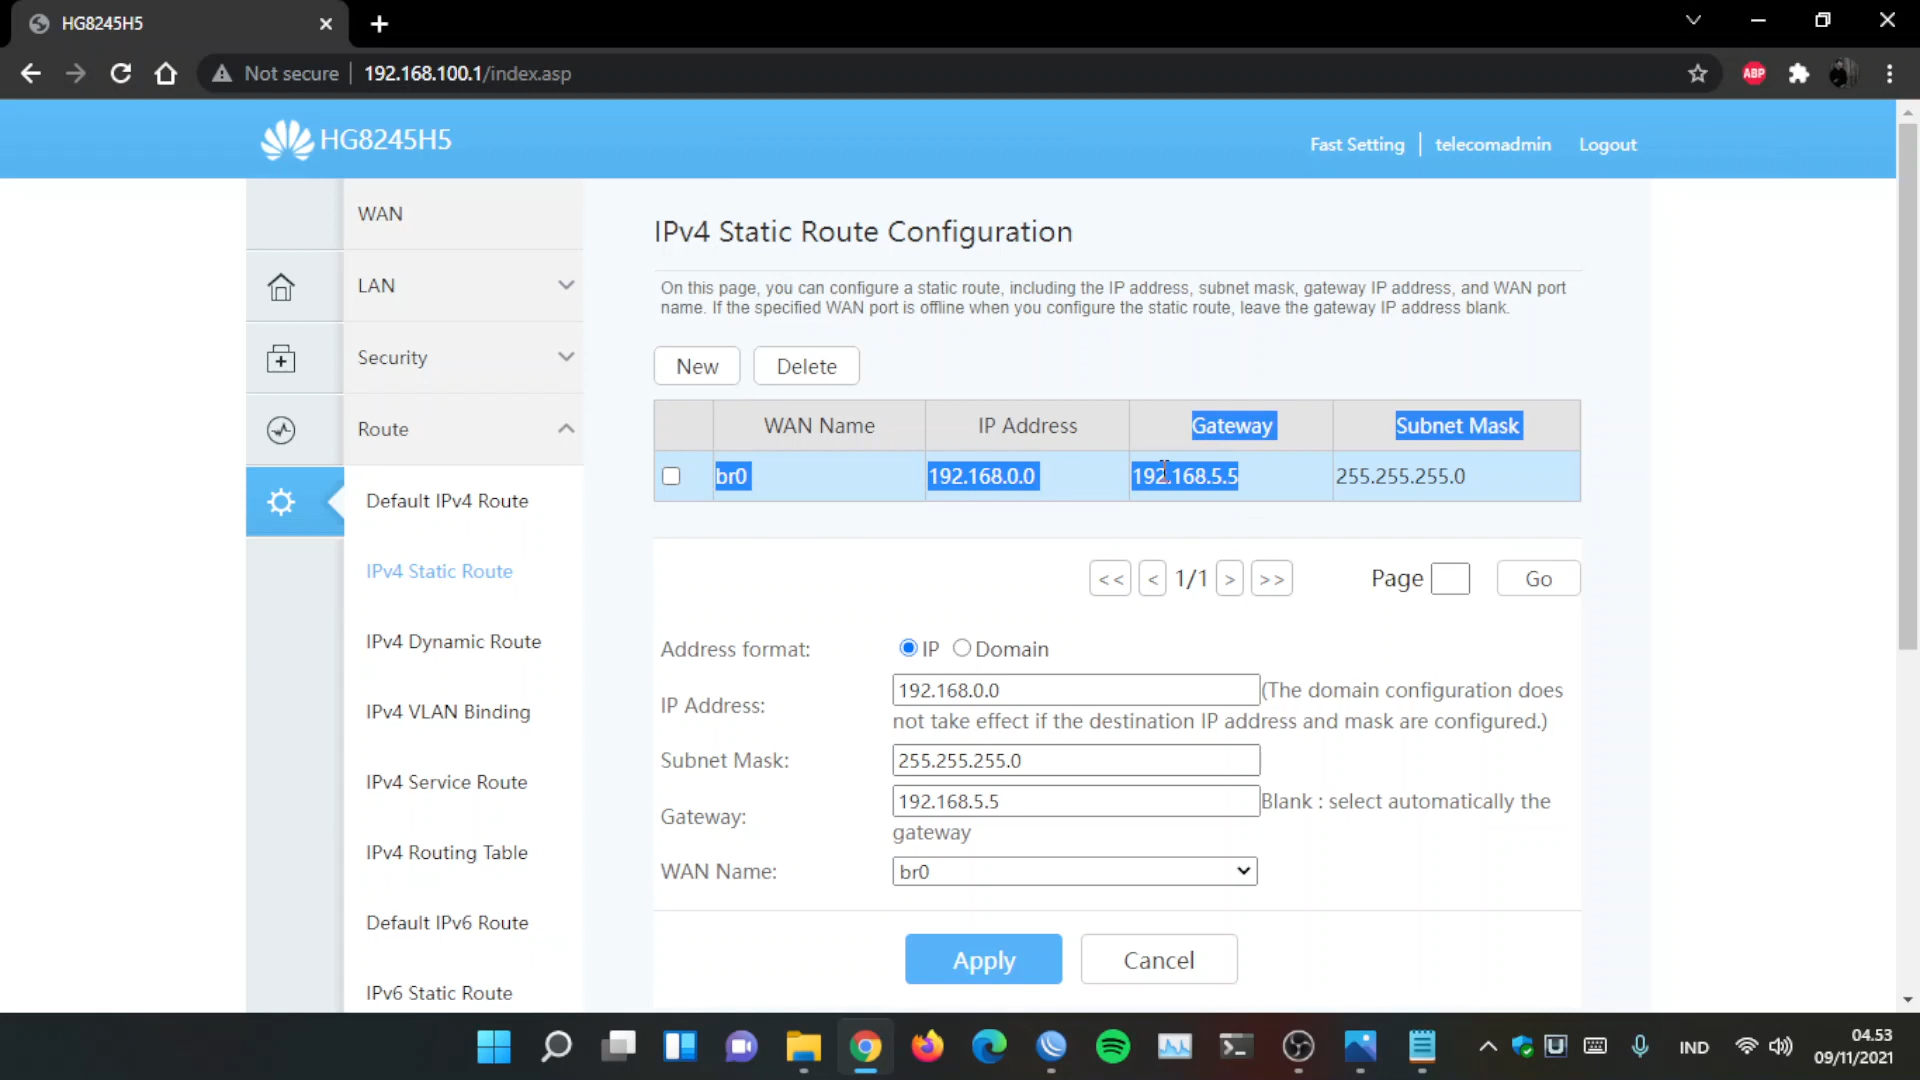 HG8245H5
Not secure
192.168.100.1/index.asp
ABP
HG8245H5
Fast Setting
telecomadmin
Logout
WAN
LAN
Security
Route
Default IPv4 Route
IPv4 Static Route
IPv4 Dynamic Route
IPv4 VLAN Binding
IPv4 Service Route
IPv4 Routing Table
Default IPv6 Route
IPv6 Static Route
IPv4 Static Route Configuration
On this page, you can configure a static route, including the IP address, subnet mask, gateway IP address, and WAN port
name. If the specified WAN port is offline when you configure the static route, leave the gateway IP address blank.
New Delete
WAN Name IP Address Gateway Subnet Mask
br0 192.168.0.0 192.168.5.5 255.255.255.0
<< < 1/1 > >> Page Go
Address format: IP Domain
IP Address: 192.168.0.0 (The domain configuration does
not take effect if the destination IP address and mask are configured.)
Subnet Mask: 255.255.255.0
Gateway: 192.168.5.5 Blank : select automatically the
gateway
WAN Name: br0
Apply Cancel
IND
04.53
09/11/2021